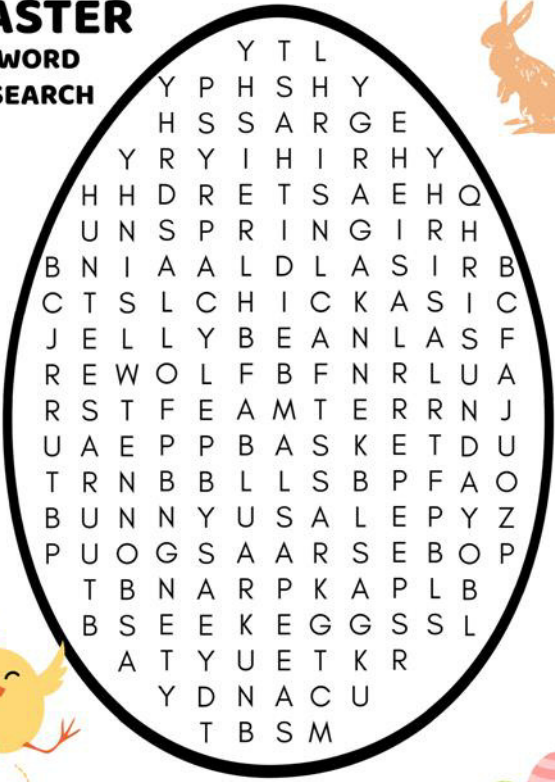 ASTER
WORD
SEARCH
Y T L
Y P H S H Y
H S S A R G E
Y R Y I H I R H Y
H H D R E T S A E H Q
U N S P R I N G I R H
B N I A A L D L A S I R B
C T S L C H I C K A S I C
J E L L Y B E A N L A S F
R E W O L F B F N R L U A
R S T F E A M T E R R N J
U A E P P B A S K E T D U
T R N B B L L S B P F A O
B U N N Y U S A L E P Y Z
P U O G S A A R S E B O P
T B N A R P K A P L B
B S E E K E G G S S L
A T Y U E T K R
Y D N A C U
T B S M